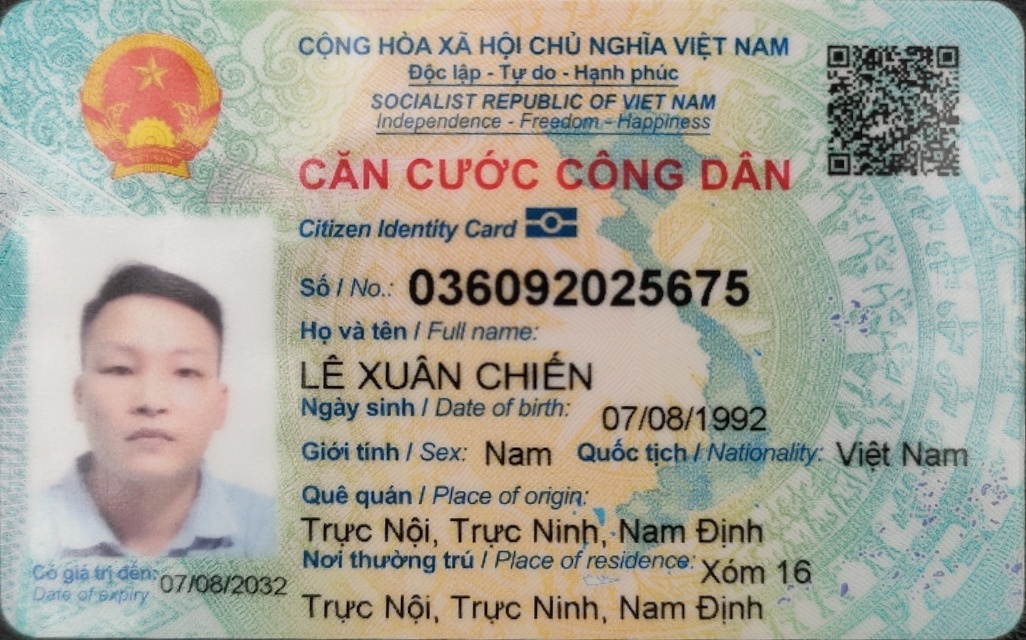 CỘNG HÒA XÃ HỘI CHỦ NGHĨA VIỆT NAM
Độc lập - Tự do - Hạnh phúc
SOCIALIST REPUBLIC OF VIET NAM
Independence - Freedom - Happiness
CĂN CƯỚC CÔNG DÂN
Citizen Identity Card
Số / No.: 036092025675
Họ và tên / Full name:
LÊ XUÂN CHIẾN
Ngày sinh / Date of birth: 07/08/1992
Giới tính / Sex: Nam Quốc tịch / Nationality: Việt Nam
Quê quán / Place of origin:
Trực Nội, Trực Ninh, Nam Định
Nơi thường trú / Place of residence: Xóm 16
Trực Nội, Trực Ninh, Nam Định
Có giá trị đến: 07/08/2032
Date of expiry